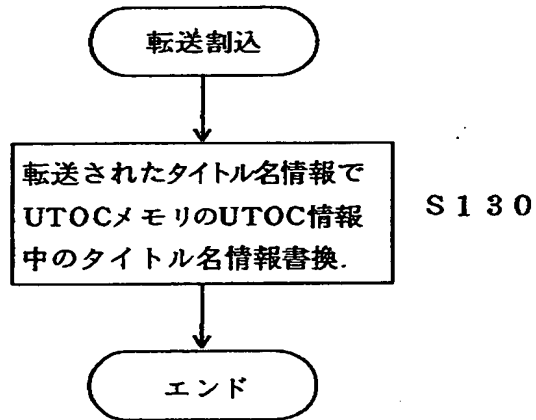 転送割込
転送されたタイトル名情報で
UTOCメモリのUTOC情報
中のタイトル名情報書換.
S130
エンド